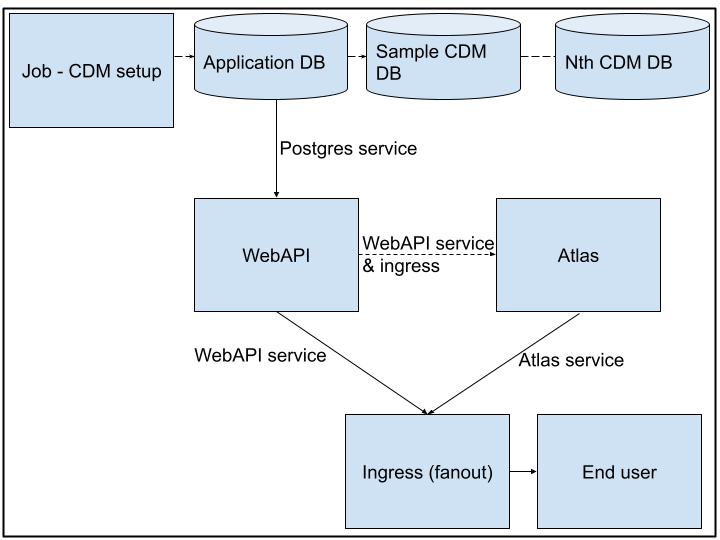 Job - CDM setup
Application DB
Sample CDM
DB
Nth CDM DB
Postgres service
WebAPI
WebAPI service
& ingress
Atlas
WebAPI service
Atlas service
Ingress (fanout)
End user